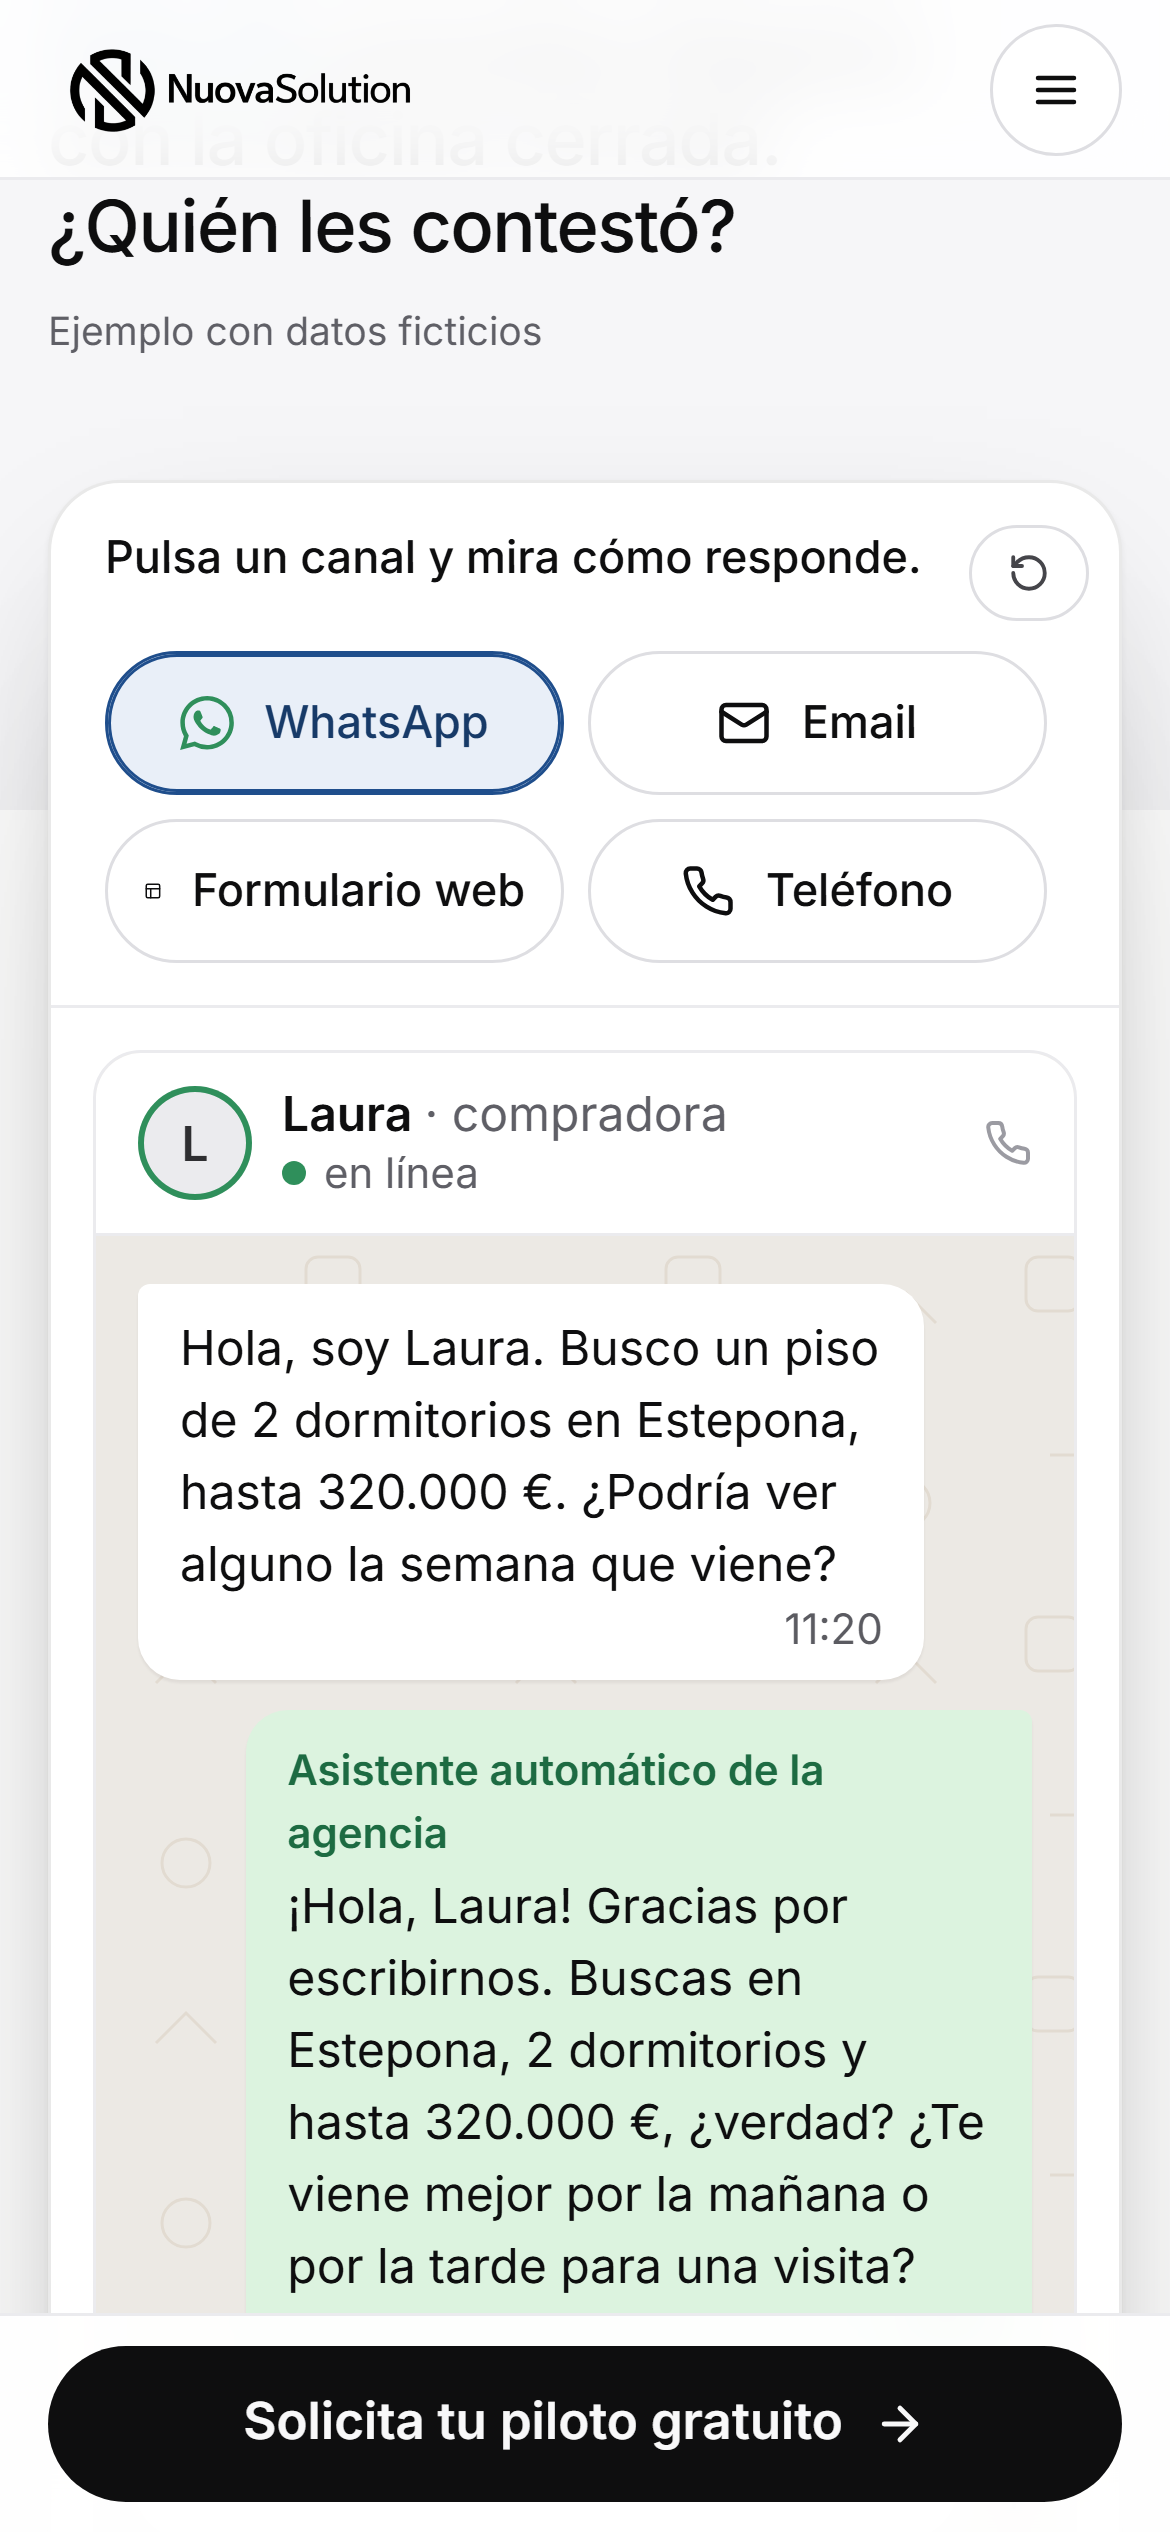 NuovaSolution
con la oficina cerrada.
¿Quién les contestó?
Ejemplo con datos ficticios
Pulsa un canal y mira cómo responde.
WhatsApp
Email
Formulario web
Teléfono
L
Laura · compradora
en línea
Hola, soy Laura. Busco un piso
de 2 dormitorios en Estepona,
hasta 320.000 €. ¿Podría ver
alguno la semana que viene?
11:20
Asistente automático de la
agencia
¡Hola, Laura! Gracias por
escribirnos. Buscas en
Estepona, 2 dormitorios y
hasta 320.000 €, ¿verdad? ¿Te
viene mejor por la mañana o
por la tarde para una visita?
Solicita tu piloto gratuito →